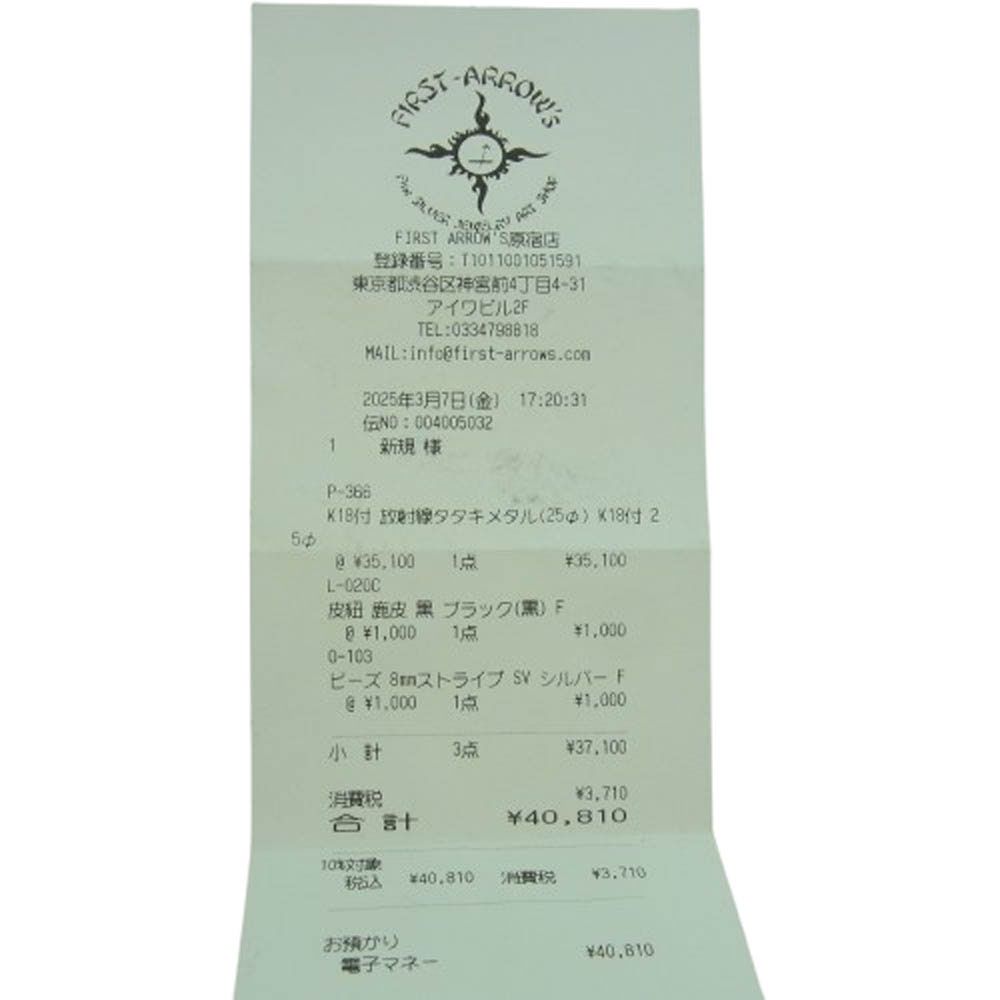 FIRST-ARROW'S
SILVER JEWELRY ART SHOP
FIRST ARROW'S原宿店
登録番号:T1011001051591
東京都渋谷区神宮前4丁目4-31
アイワビル2F
TEL:0334798818
MAIL:info@first-arrows.com
2025年3月7日(金) 17:20:31
伝NO:004005032
1 新規 様
P-366
K18付 放射線タタキメタル(25φ) K18付 2
5φ
@ ¥35,100 1点 ¥35,100
L-020C
皮紐 鹿皮 黒 ブラック(黒) F
@ ¥1,000 1点 ¥1,000
O-103
ビーズ 8mmストライプ SV シルバー F
@ ¥1,000 1点 ¥1,000
小 計 3点 ¥37,100
消費税 ¥3,710
合 計 ¥40,810
10%対象
税込 ¥40,810 消費税 ¥3,710
お預かり
電子マネー ¥40,810